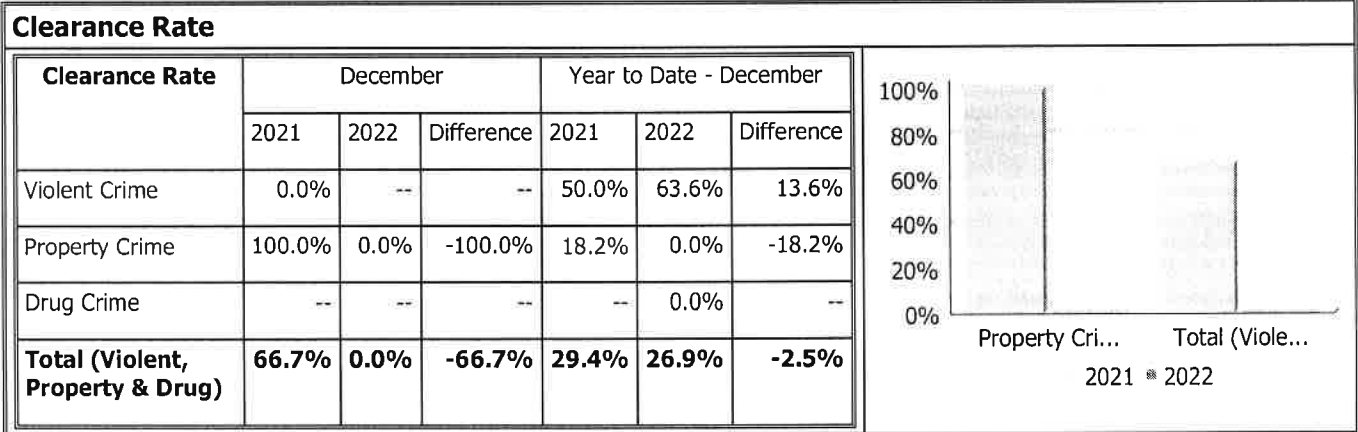 Clearance Rate
Clearance Rate December Year to Date - December
2021 2022 Difference 2021 2022 Difference
Violent Crime 0.0% -- -- 50.0% 63.6% 13.6%
Property Crime 100.0% 0.0% -100.0% 18.2% 0.0% -18.2%
Drug Crime -- -- -- -- 0.0% --
Total (Violent,
Property & Drug) 66.7% 0.0% -66.7% 29.4% 26.9% -2.5%
100%
80%
60%
40%
20%
0%
Property Cri... Total (Viole...
2021 2022